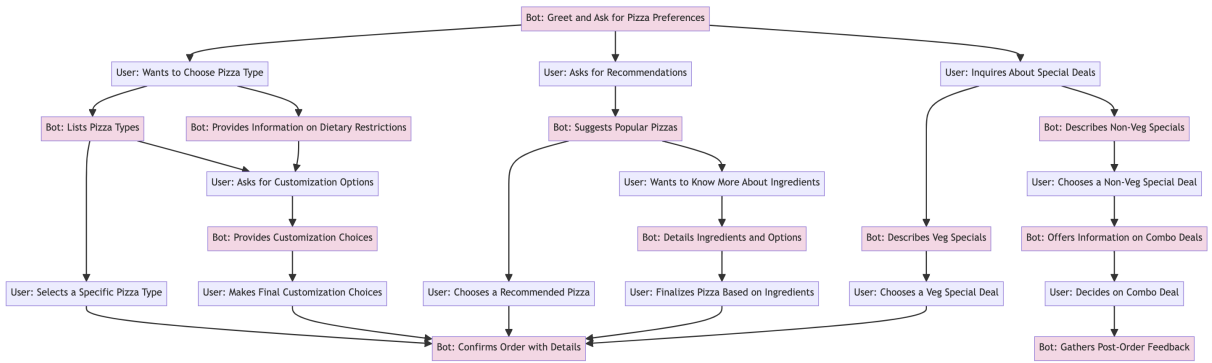 Bot: Greet and Ask for Pizza Preferences
User: Wants to Choose Pizza Type
User: Asks for Recommendations
User: Inquires About Special Deals
Bot: Lists Pizza Types
Bot: Provides Information on Dietary Restrictions
Bot: Suggests Popular Pizzas
Bot: Describes Non-Veg Specials
User: Asks for Customization Options
User: Wants to Know More About Ingredients
User: Chooses a Non-Veg Special Deal
Bot: Provides Customization Choices
Bot: Details Ingredients and Options
Bot: Describes Veg Specials
Bot: Offers Information on Combo Deals
User: Selects a Specific Pizza Type
User: Makes Final Customization Choices
User: Chooses a Recommended Pizza
User: Finalizes Pizza Based on Ingredients
User: Chooses a Veg Special Deal
User: Decides on Combo Deal
Bot: Confirms Order with Details
Bot: Gathers Post-Order Feedback